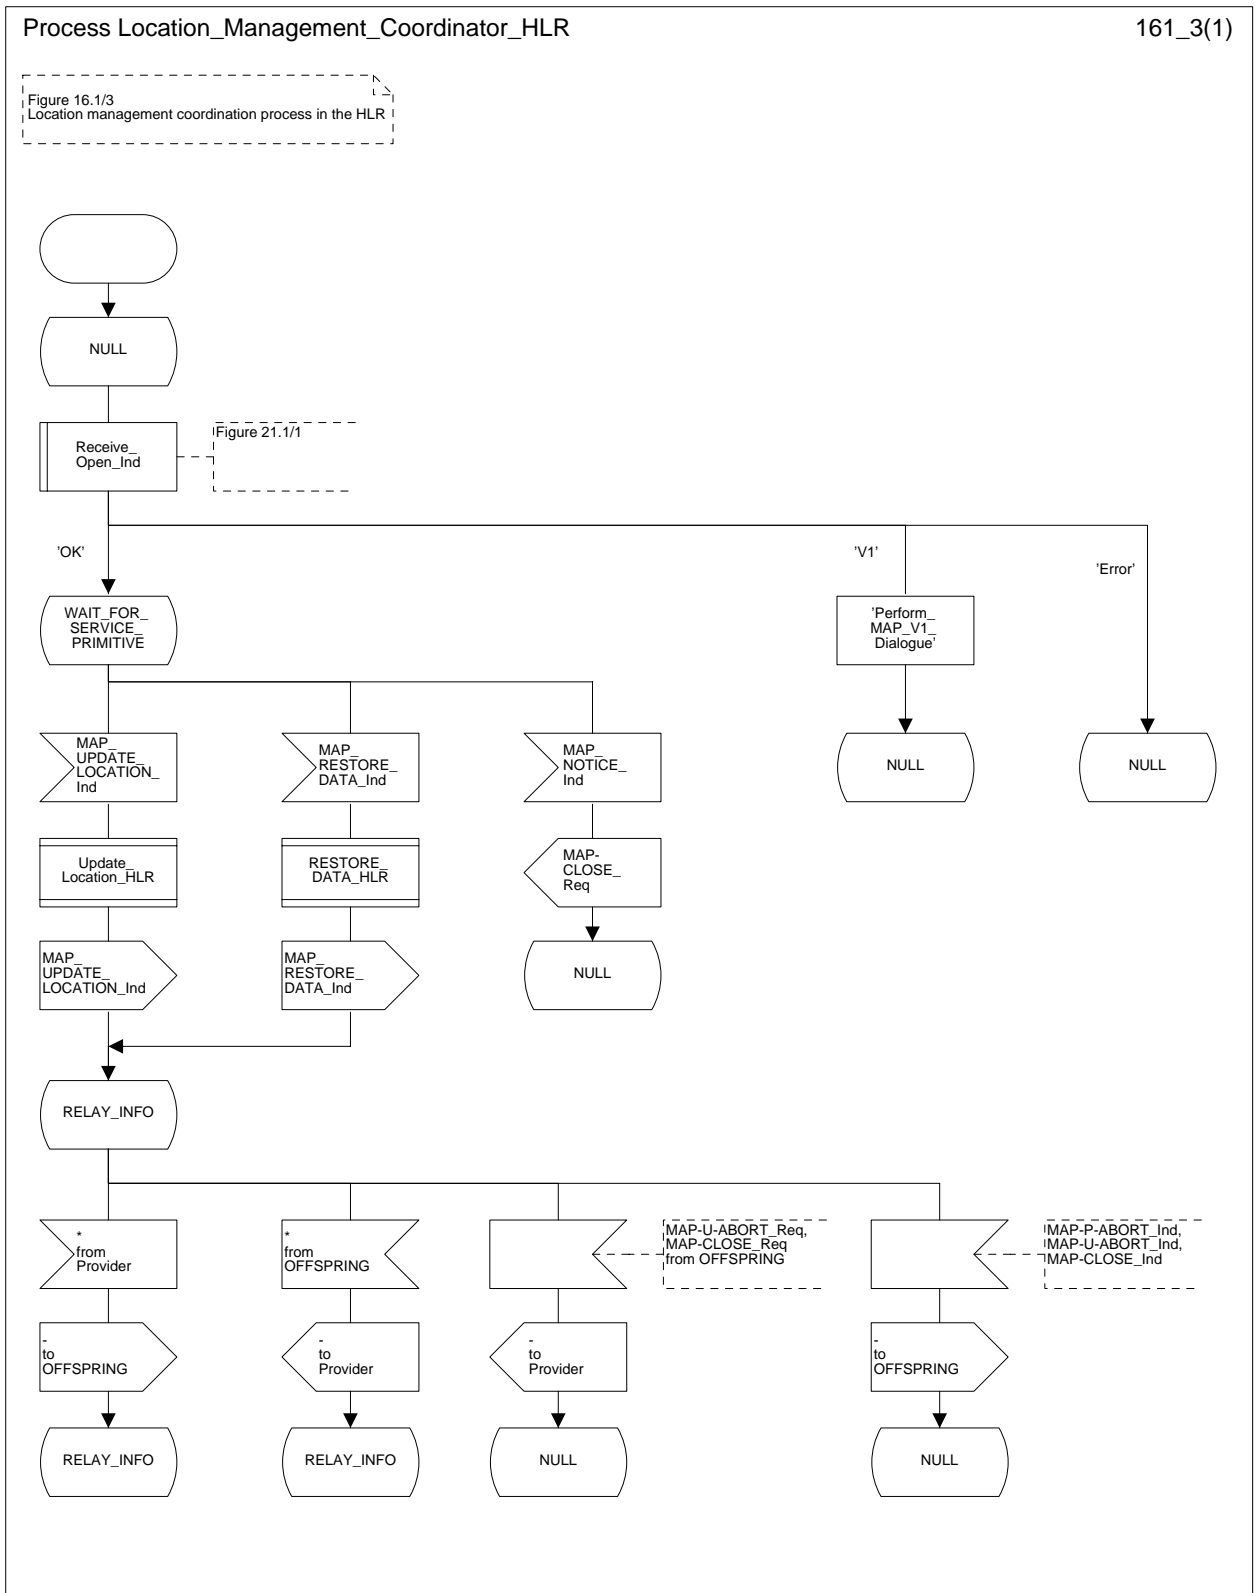 Process Location_Management_Coordinator_HLR
161_3(1)
Figure 16.1/3
Location management coordination process in the HLR
NULL
Receive_
Open_Ind
Figure 21.1/1
'OK'
'V1'
'Error'
WAIT_FOR_
SERVICE_
PRIMITIVE
'Perform_
MAP_V1_
Dialogue'
MAP_
UPDATE_
LOCATION_
Ind
MAP_
RESTORE_
DATA_Ind
MAP_
NOTICE_
Ind
NULL
NULL
Update_
Location_HLR
RESTORE_
DATA_HLR
MAP-
CLOSE_
Req
MAP_
UPDATE_
LOCATION_Ind
MAP_
RESTORE_
DATA_Ind
NULL
RELAY_INFO
*
from
Provider
*
from
OFFSPRING
MAP-U-ABORT_Req,
MAP-CLOSE_Req
from OFFSPRING
MAP-P-ABORT_Ind,
MAP-U-ABORT_Ind,
MAP-CLOSE_Ind
-
to
OFFSPRING
-
to
Provider
-
to
Provider
-
to
OFFSPRING
RELAY_INFO
RELAY_INFO
NULL
NULL